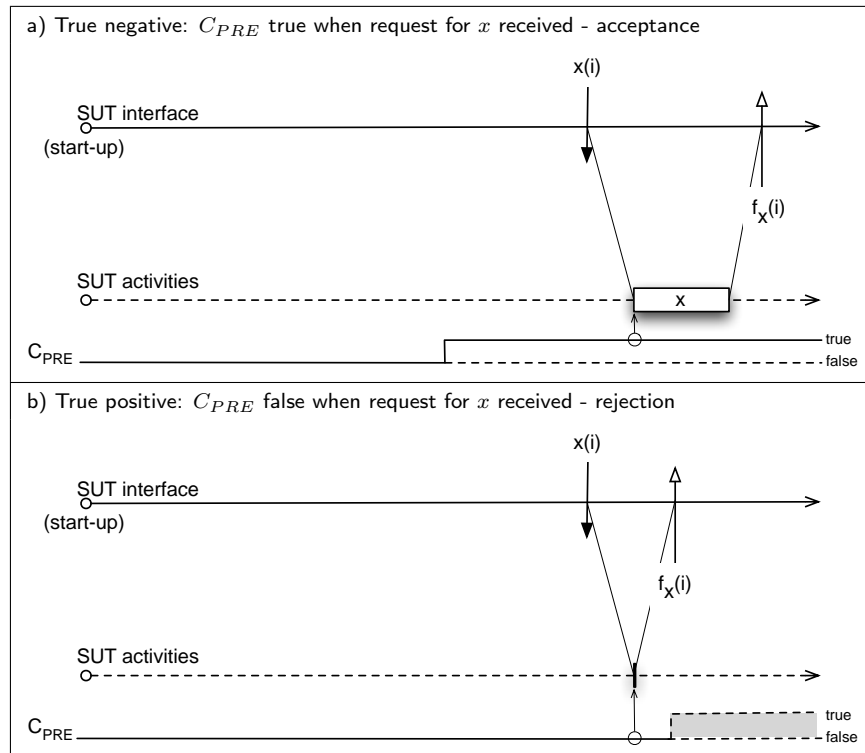 a) True negative: C_PRE true when request for x received - acceptance
x(i)
SUT interface
(start-up)
f_x(i)
SUT activities
x
true
C_PRE
false
b) True positive: C_PRE false when request for x received - rejection
x(i)
SUT interface
(start-up)
f_x(i)
SUT activities
true
C_PRE
false